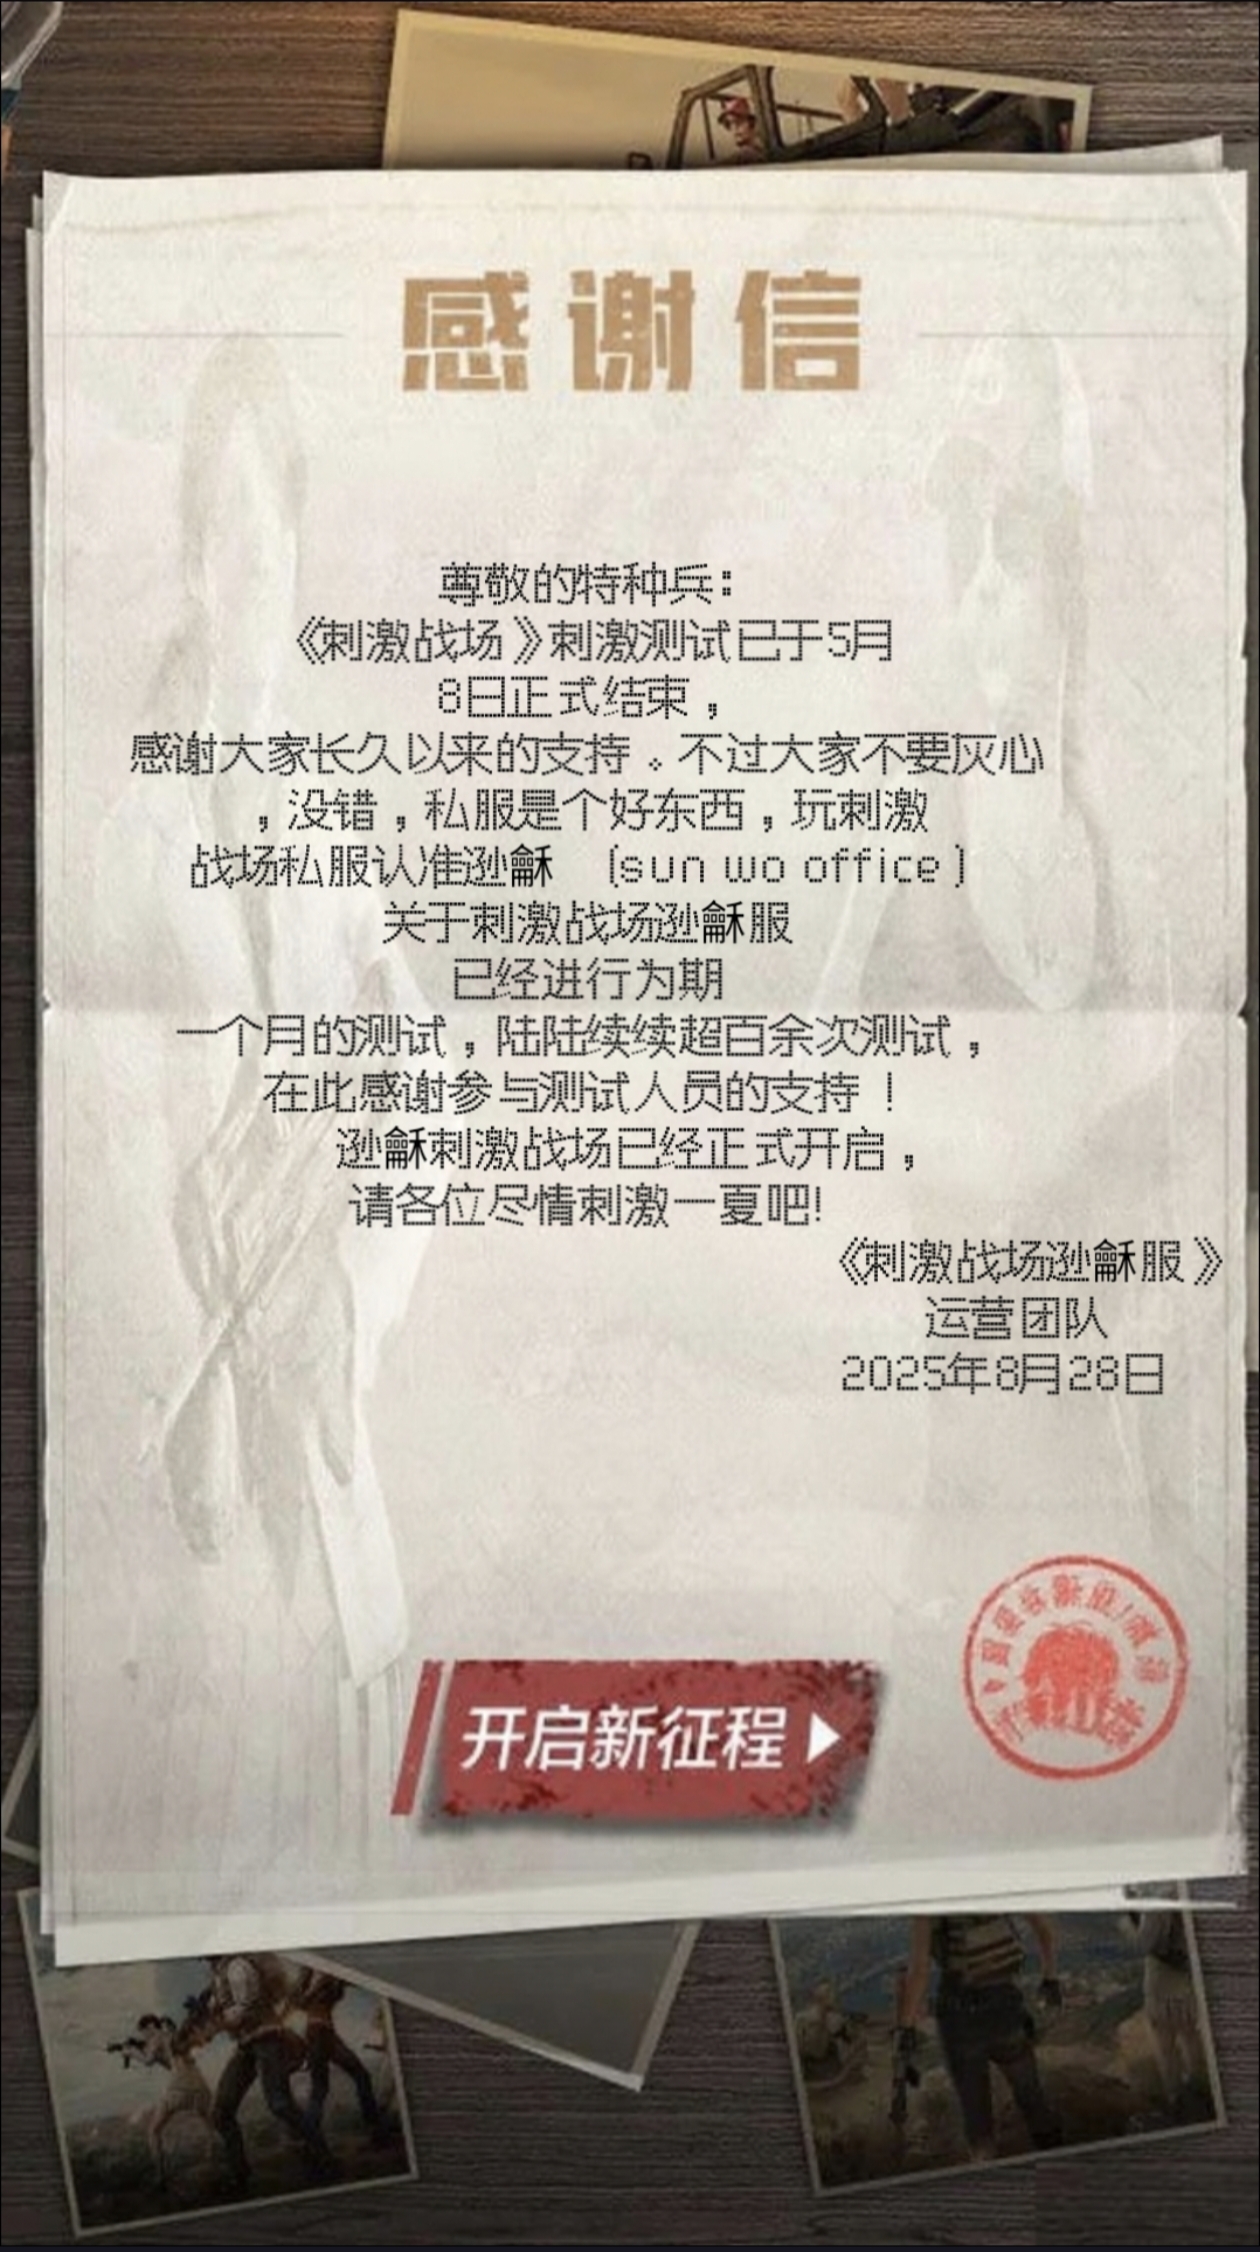 感谢信
尊敬的特种兵：
《刺激战场》刺激测试已于5月
8日正式结束，
感谢大家长久以来的支持。不过大家不要灰心
，没错，私服是个好东西，玩刺激
战场私服认准逊龢 (sun wo office)
关于刺激战场逊龢服
已经进行为期
一个月的测试，陆陆续续超百余次测试，
在此感谢参与测试人员的支持！
逊龢刺激战场已经正式开启，
请各位尽情刺激一夏吧!
《刺激战场逊龢服》
运营团队
2025年8月28日
开启新征程